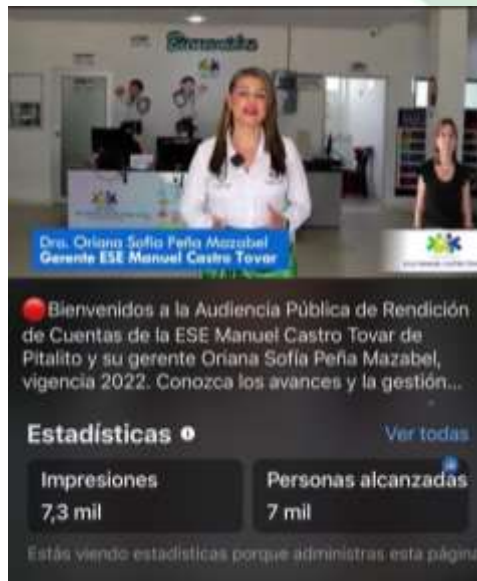 Bienvenidos
Dra. Oriana Sofía Peña Mazabel
Gerente ESE Manuel Castro Tovar
🔴Bienvenidos a la Audiencia Pública de Rendición
de Cuentas de la ESE Manuel Castro Tovar de
Pitalito y su gerente Oriana Sofía Peña Mazabel,
vigencia 2022. Conozca los avances y la gestión...
Estadísticas
Ver todas
Impresiones
7,3 mil
Personas alcanzadas
7 mil
Estás viendo estadísticas porque administras esta página